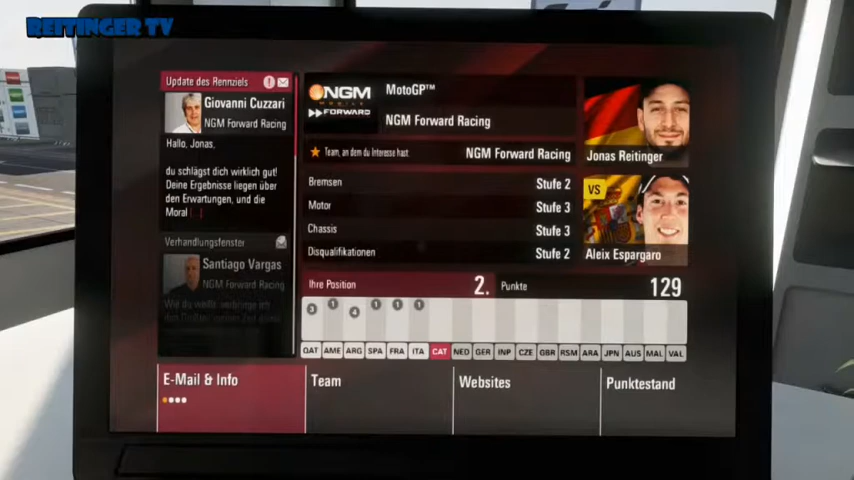 REITINGER TV
Update des Rennziels
Giovanni Cuzzari
NGM Forward Racing
Hallo, Jonas,
du schlägst dich wirklich gut!
Deine Ergebnisse liegen über
den Erwartungen, und die
Moral [...]
Verhandlungsfenster
Santiago Vargas
NGM Forward Racing
NGM
MOBILE
FORWARD
MotoGP™
NGM Forward Racing
Team, an dem du Interesse hast.
NGM Forward Racing
Bremsen Stufe 2
Motor Stufe 3
Chassis Stufe 3
Disqualifikationen Stufe 2
Jonas Reitinger
VS
Aleix Espargaro
Ihre Position 2. Punkte 129
3 1 4 1 1 1
QAT AME ARG SPA FRA ITA CAT NED GER INP CZE GBR RSM ARA JPN AUS MAL VAL
E-Mail & Info
Team
Websites
Punktestand